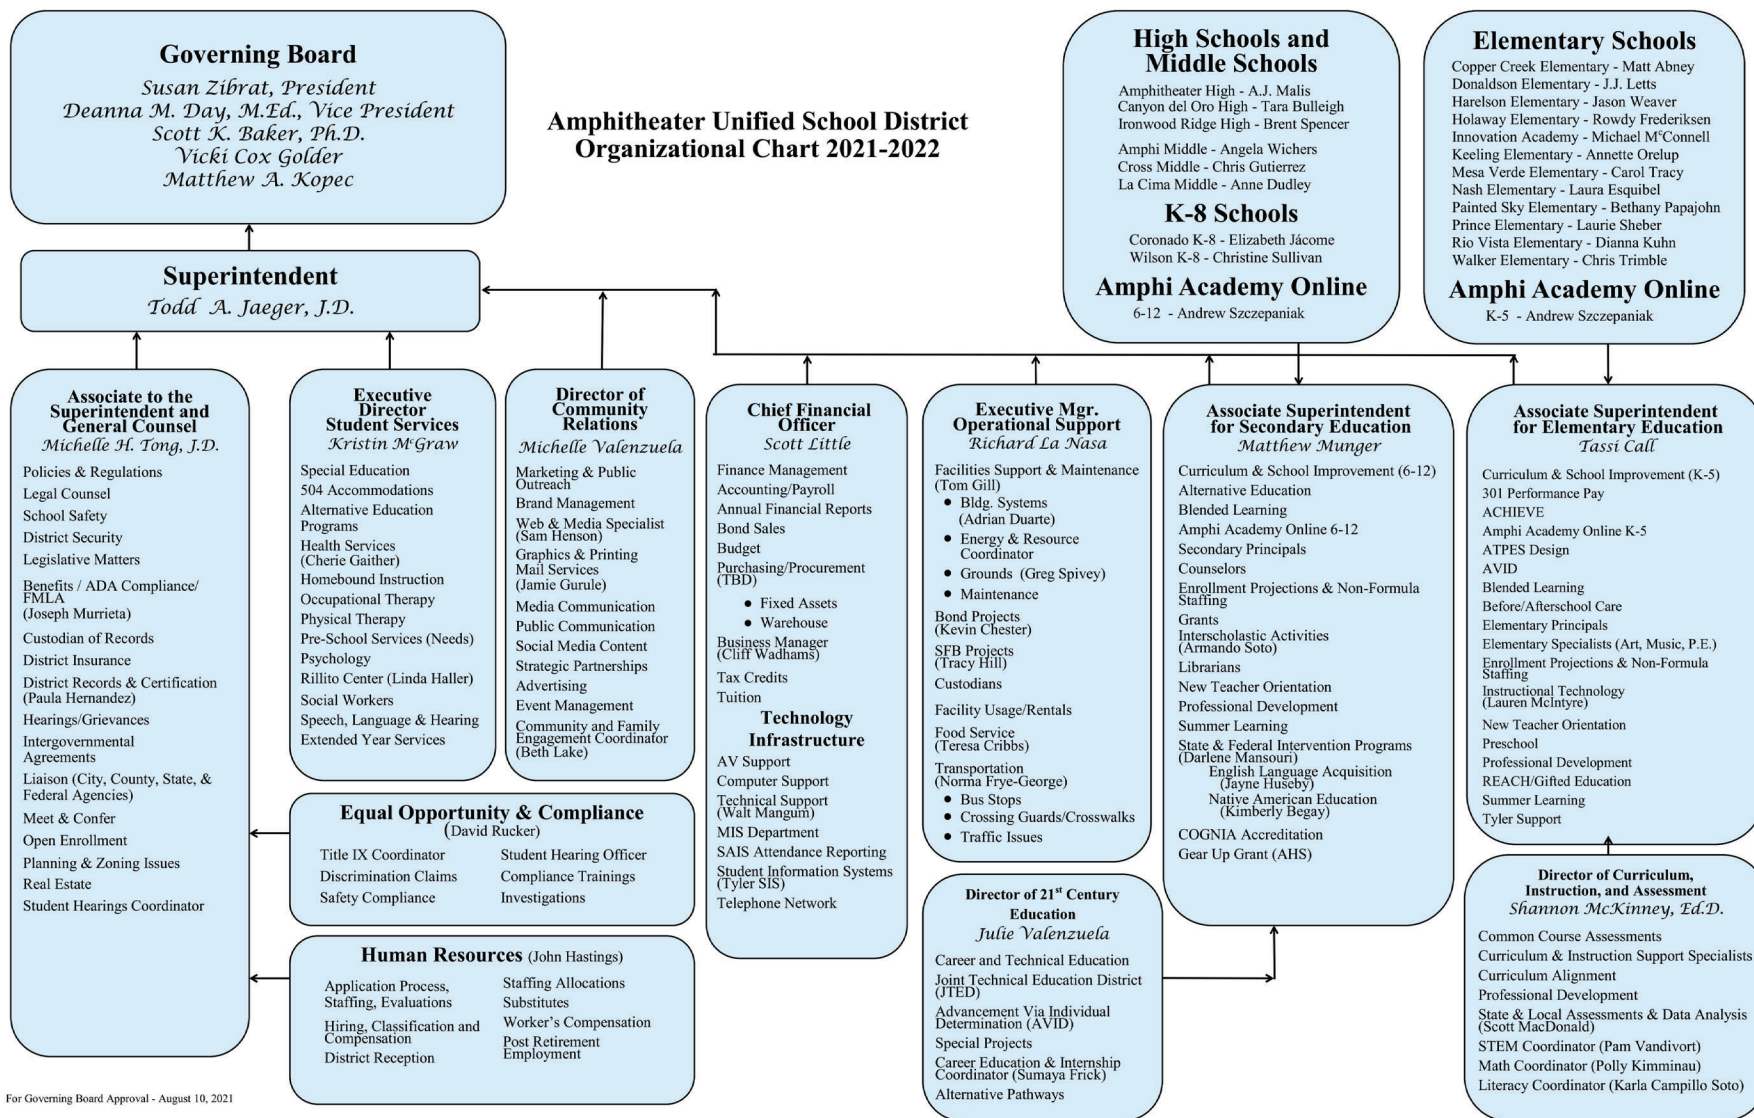 Governing Board
Susan Zibrat, President
Deanna M. Day, M.Ed., Vice President
Scott K. Baker, Ph.D.
Vicki Cox Golder
Matthew A. Kopec
Superintendent
Todd A. Jaeger, J.D.
Amphitheater Unified School District
Organizational Chart 2021-2022
High Schools and
Middle Schools
Amphitheater High - A.J. Malis
Canyon del Oro High - Tara Bulleigh
Ironwood Ridge High - Brent Spencer
Amphi Middle - Angela Wichers
Cross Middle - Chris Gutierrez
La Cima Middle - Anne Dudley
K-8 Schools
Coronado K-8 - Elizabeth Jácome
Wilson K-8 - Christine Sullivan
Amphi Academy Online
6-12 - Andrew Szczepaniak
Elementary Schools
Copper Creek Elementary - Matt Abney
Donaldson Elementary - J.J. Letts
Harelson Elementary - Jason Weaver
Holaway Elementary - Rowdy Frederiksen
Innovation Academy - Michael McConnell
Keeling Elementary - Annette Orelup
Mesa Verde Elementary - Carol Tracy
Nash Elementary - Laura Esquibel
Painted Sky Elementary - Bethany Papajohn
Prince Elementary - Laurie Sheber
Rio Vista Elementary - Dianna Kuhn
Walker Elementary - Chris Trimble
Amphi Academy Online
K-5 - Andrew Szczepaniak
Associate to the
Superintendent and
General Counsel
Michelle H. Tong, J.D.
Policies & Regulations
Legal Counsel
School Safety
District Security
Legislative Matters
Benefits / ADA Compliance/
FMLA
(Joseph Murrieta)
Custodian of Records
District Insurance
District Records & Certification
(Paula Hernandez)
Hearings/Grievances
Intergovernmental
Agreements
Liaison (City, County, State, &
Federal Agencies)
Meet & Confer
Open Enrollment
Planning & Zoning Issues
Real Estate
Student Hearings Coordinator
Executive
Director
Student Services
Kristin McGraw
Special Education
504 Accommodations
Alternative Education
Programs
Health Services
(Cherie Gaither)
Homebound Instruction
Occupational Therapy
Physical Therapy
Pre-School Services (Needs)
Psychology
Rillito Center (Linda Haller)
Social Workers
Speech, Language & Hearing
Extended Year Services
Director of
Community
Relations
Michelle Valenzuela
Marketing & Public
Outreach
Brand Management
Web & Media Specialist
(Sam Henson)
Graphics & Printing
Mail Services
(Jamie Gurule)
Media Communication
Public Communication
Social Media Content
Strategic Partnerships
Advertising
Event Management
Community and Family
Engagement Coordinator
(Beth Lake)
Equal Opportunity & Compliance
(David Rucker)
Title IX Coordinator
Discrimination Claims
Safety Compliance
Student Hearing Officer
Compliance Trainings
Investigations
Human Resources (John Hastings)
Application Process,
Staffing, Evaluations
Hiring, Classification and
Compensation
District Reception
Staffing Allocations
Substitutes
Worker's Compensation
Post Retirement
Employment
Chief Financial
Officer
Scott Little
Finance Management
Accounting/Payroll
Annual Financial Reports
Bond Sales
Budget
Purchasing/Procurement
(TBD)
• Fixed Assets
• Warehouse
Business Manager
(Cliff Wadhams)
Tax Credits
Tuition
Technology
Infrastructure
AV Support
Computer Support
Technical Support
(Walt Mangum)
MIS Department
SAIS Attendance Reporting
Student Information Systems
(Tyler SIS)
Telephone Network
Executive Mgr.
Operational Support
Richard La Nasa
Facilities Support & Maintenance
(Tom Gill)
• Bldg. Systems
(Adrian Duarte)
• Energy & Resource
Coordinator
• Grounds (Greg Spivey)
• Maintenance
Bond Projects
(Kevin Chester)
SFB Projects
(Tracy Hill)
Custodians
Facility Usage/Rentals
Food Service
(Teresa Cribbs)
Transportation
(Norma Frye-George)
• Bus Stops
• Crossing Guards/Crosswalks
• Traffic Issues
Director of 21st Century
Education
Julie Valenzuela
Career and Technical Education
Joint Technical Education District
(JTED)
Advancement Via Individual
Determination (AVID)
Special Projects
Career Education & Internship
Coordinator (Sumaya Frick)
Alternative Pathways
Associate Superintendent
for Secondary Education
Matthew Munger
Curriculum & School Improvement (6-12)
Alternative Education
Blended Learning
Amphi Academy Online 6-12
Secondary Principals
Counselors
Enrollment Projections & Non-Formula
Staffing
Grants
Interscholastic Activities
(Armando Soto)
Librarians
New Teacher Orientation
Professional Development
Summer Learning
State & Federal Intervention Programs
(Darlene Mansouri)
English Language Acquisition
(Jayne Huseby)
Native American Education
(Kimberly Begay)
COGNIA Accreditation
Gear Up Grant (AHS)
Associate Superintendent
for Elementary Education
Tassi Call
Curriculum & School Improvement (K-5)
301 Performance Pay
ACHIEVE
Amphi Academy Online K-5
ATPES Design
AVID
Blended Learning
Before/Afterschool Care
Elementary Principals
Elementary Specialists (Art, Music, P.E.)
Enrollment Projections & Non-Formula
Staffing
Instructional Technology
(Lauren McIntyre)
New Teacher Orientation
Preschool
Professional Development
REACH/Gifted Education
Summer Learning
Tyler Support
Director of Curriculum,
Instruction, and Assessment
Shannon McKinney, Ed.D.
Common Course Assessments
Curriculum & Instruction Support Specialists
Curriculum Alignment
Professional Development
State & Local Assessments & Data Analysis
(Scott MacDonald)
STEM Coordinator (Pam Vandivort)
Math Coordinator (Polly Kimminau)
Literacy Coordinator (Karla Campillo Soto)
For Governing Board Approval - August 10, 2021